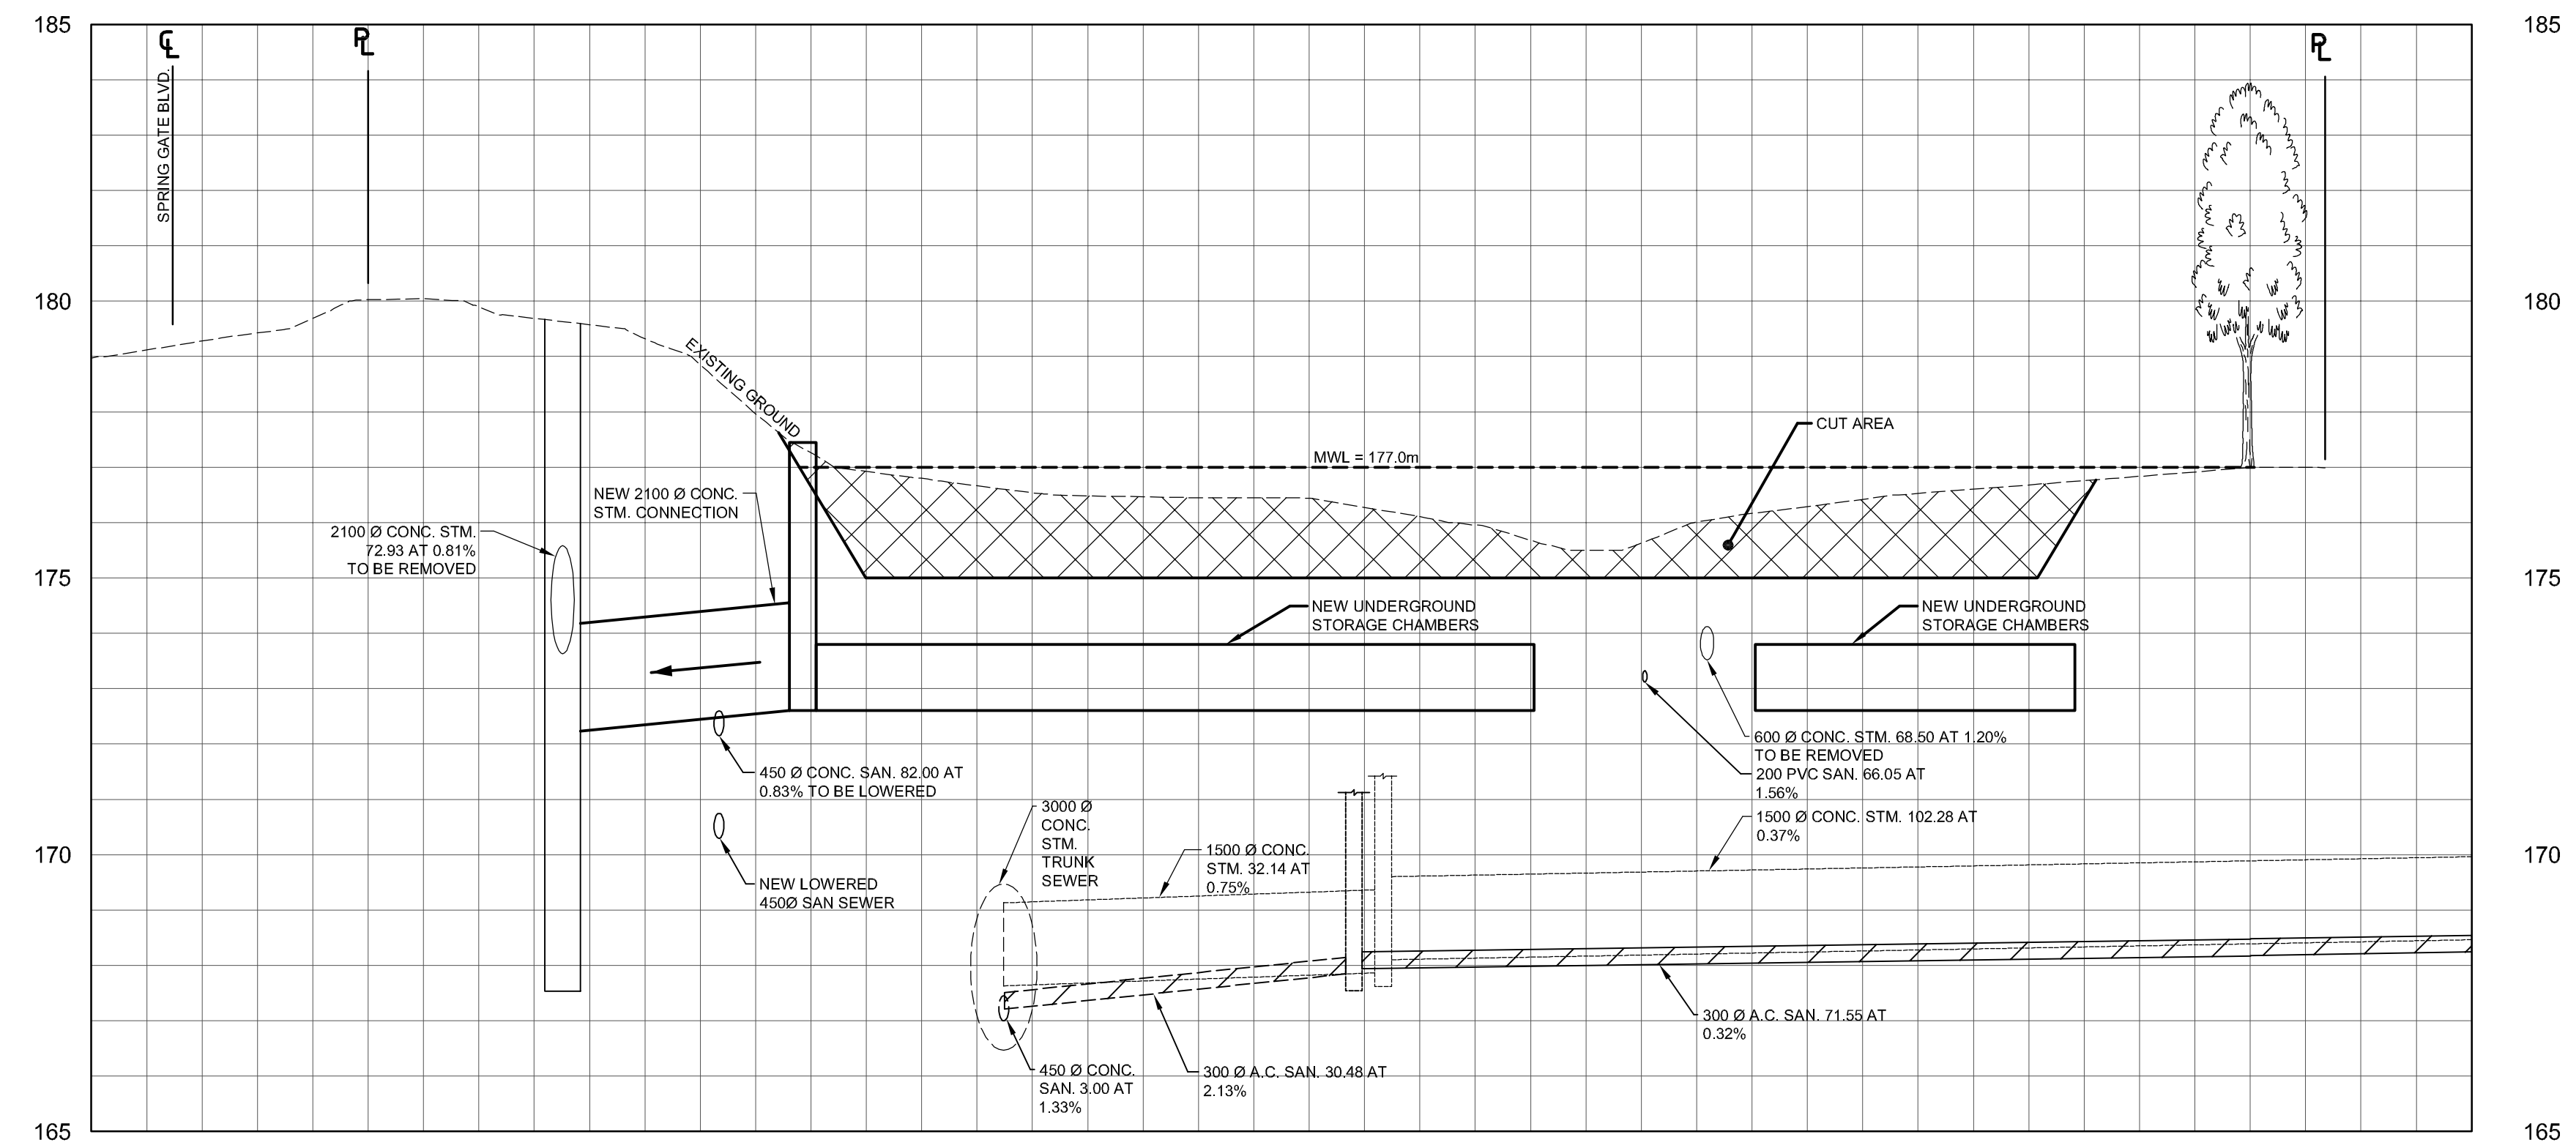 185
185
℄
PL
PL
SPRING GATE BLVD.
180
180
EXISTING GROUND
CUT AREA
MWL = 177.0m
NEW 2100 Ø CONC.
STM. CONNECTION
2100 Ø CONC. STM.
72.93 AT 0.81%
TO BE REMOVED
175
175
NEW UNDERGROUND
STORAGE CHAMBERS
NEW UNDERGROUND
STORAGE CHAMBERS
450 Ø CONC. SAN. 82.00 AT
0.83% TO BE LOWERED
600 Ø CONC. STM. 68.50 AT 1.20%
TO BE REMOVED
200 PVC SAN. 66.05 AT
1.56%
3000 Ø
CONC.
STM.
TRUNK
SEWER
1500 Ø CONC. STM. 102.28 AT
0.37%
1500 Ø CONC.
STM. 32.14 AT
0.75%
170
170
NEW LOWERED
450Ø SAN SEWER
300 Ø A.C. SAN. 71.55 AT
0.32%
450 Ø CONC.
SAN. 3.00 AT
1.33%
300 Ø A.C. SAN. 30.48 AT
2.13%
165
165